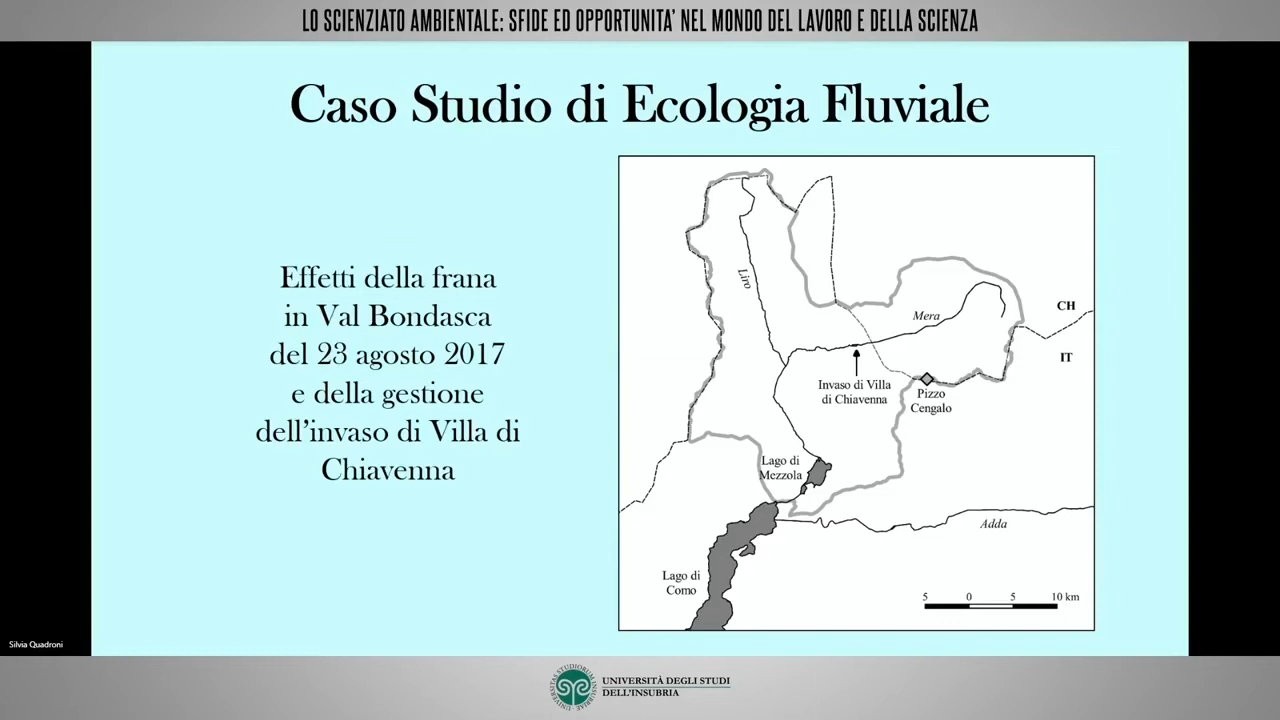 LO SCIENZIATO AMBIENTALE: SFIDE ED OPPORTUNITA' NEL MONDO DEL LAVORO E DELLA SCIENZA
Caso Studio di Ecologia Fluviale
Effetti della frana
in Val Bondasca
del 23 agosto 2017
e della gestione
dell'invaso di Villa di
Chiavenna
Liro
Mera
CH
IT
Invaso di Villa
di Chiavenna
Pizzo
Cengalo
Lago di
Mezzola
Adda
Lago di
Como
5 0 5 10 km
Silvia Quadroni
UNIVERSITÀ DEGLI STUDI
DELL'INSUBRIA